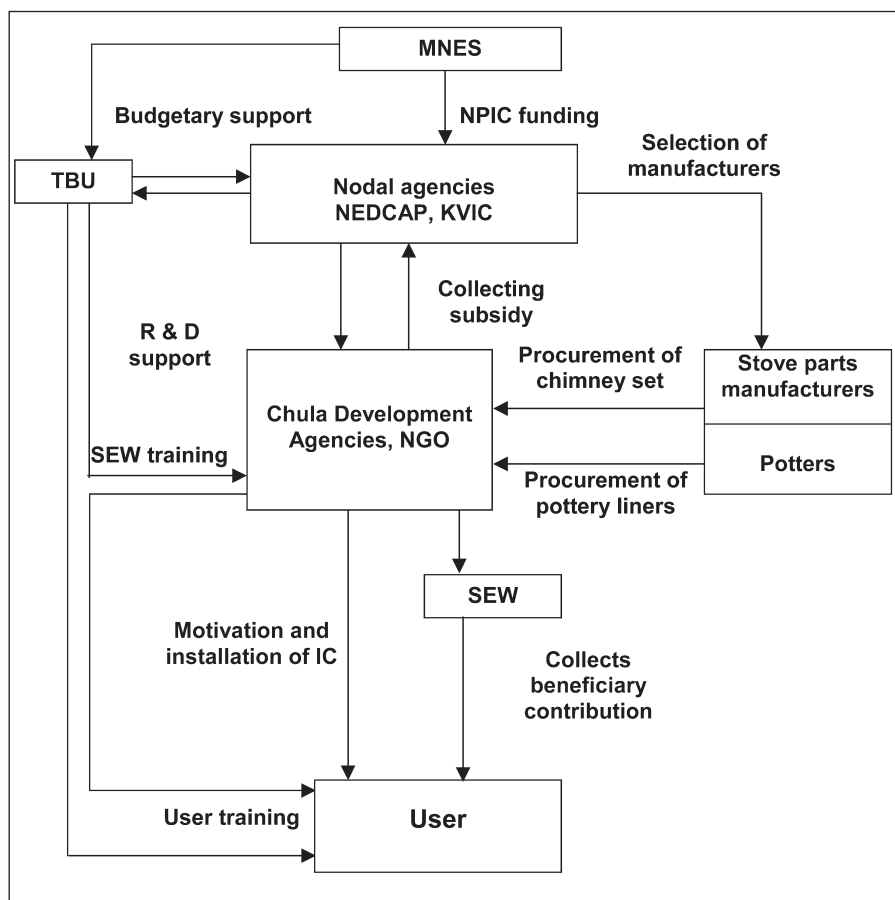 MNES
Budgetary support
NPIC funding
Selection of
manufacturers
TBU
Nodal agencies
NEDCAP, KVIC
Collecting
subsidy
R & D
support
Procurement of
chimney set
Stove parts
manufacturers
Chula Development
Agencies, NGO
SEW training
Potters
Procurement of
pottery liners
SEW
Motivation and
installation of IC
Collects
beneficiary
contribution
User training
User